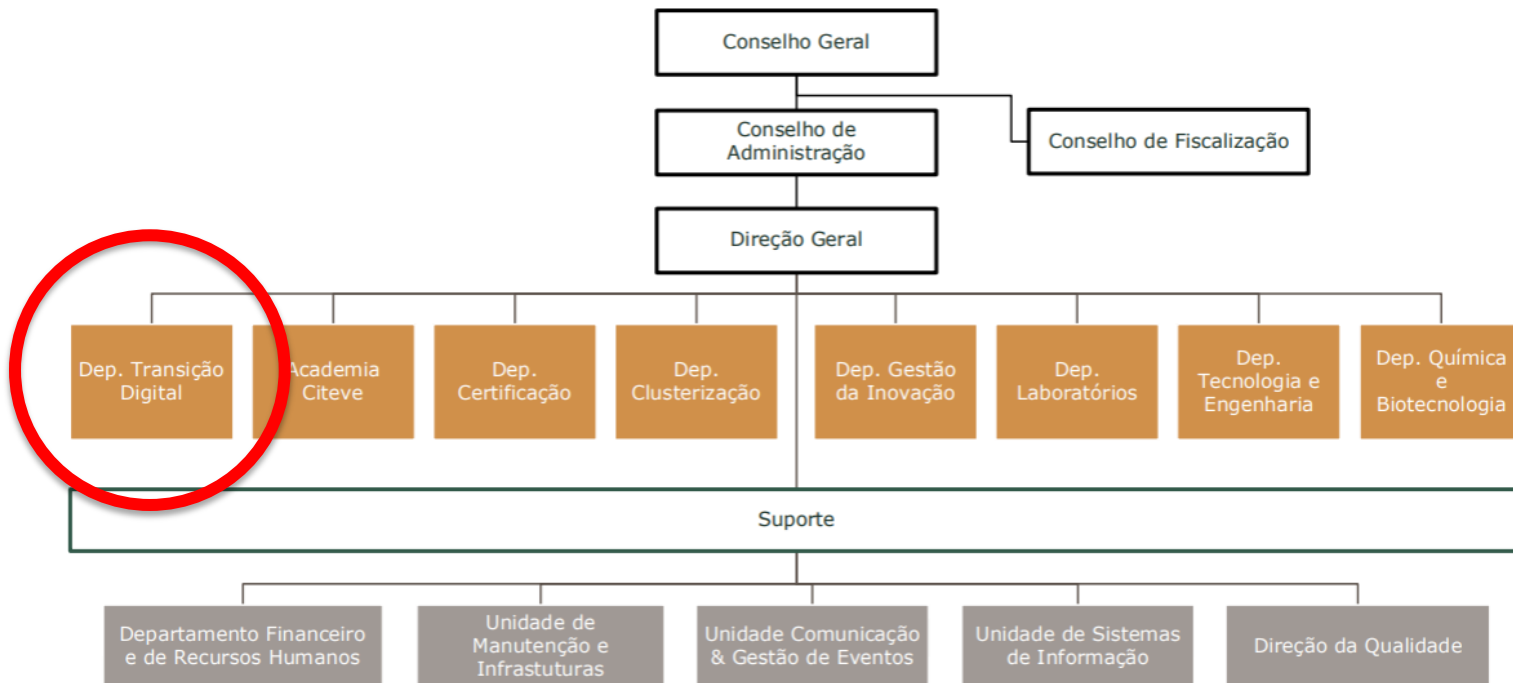 Conselho Geral
Conselho de
Administração
Conselho de Fiscalização
Direção Geral
Dep. Transição
Digital
Academia
Citeve
Dep.
Certificação
Dep.
Clusterização
Dep. Gestão
da Inovação
Dep.
Laboratórios
Dep.
Tecnologia e
Engenharia
Dep. Química
e
Biotecnologia
Suporte
Departamento Financeiro
e de Recursos Humanos
Unidade de
Manutenção e
Infrastuturas
Unidade Comunicação
& Gestão de Eventos
Unidade de Sistemas
de Informação
Direção da Qualidade